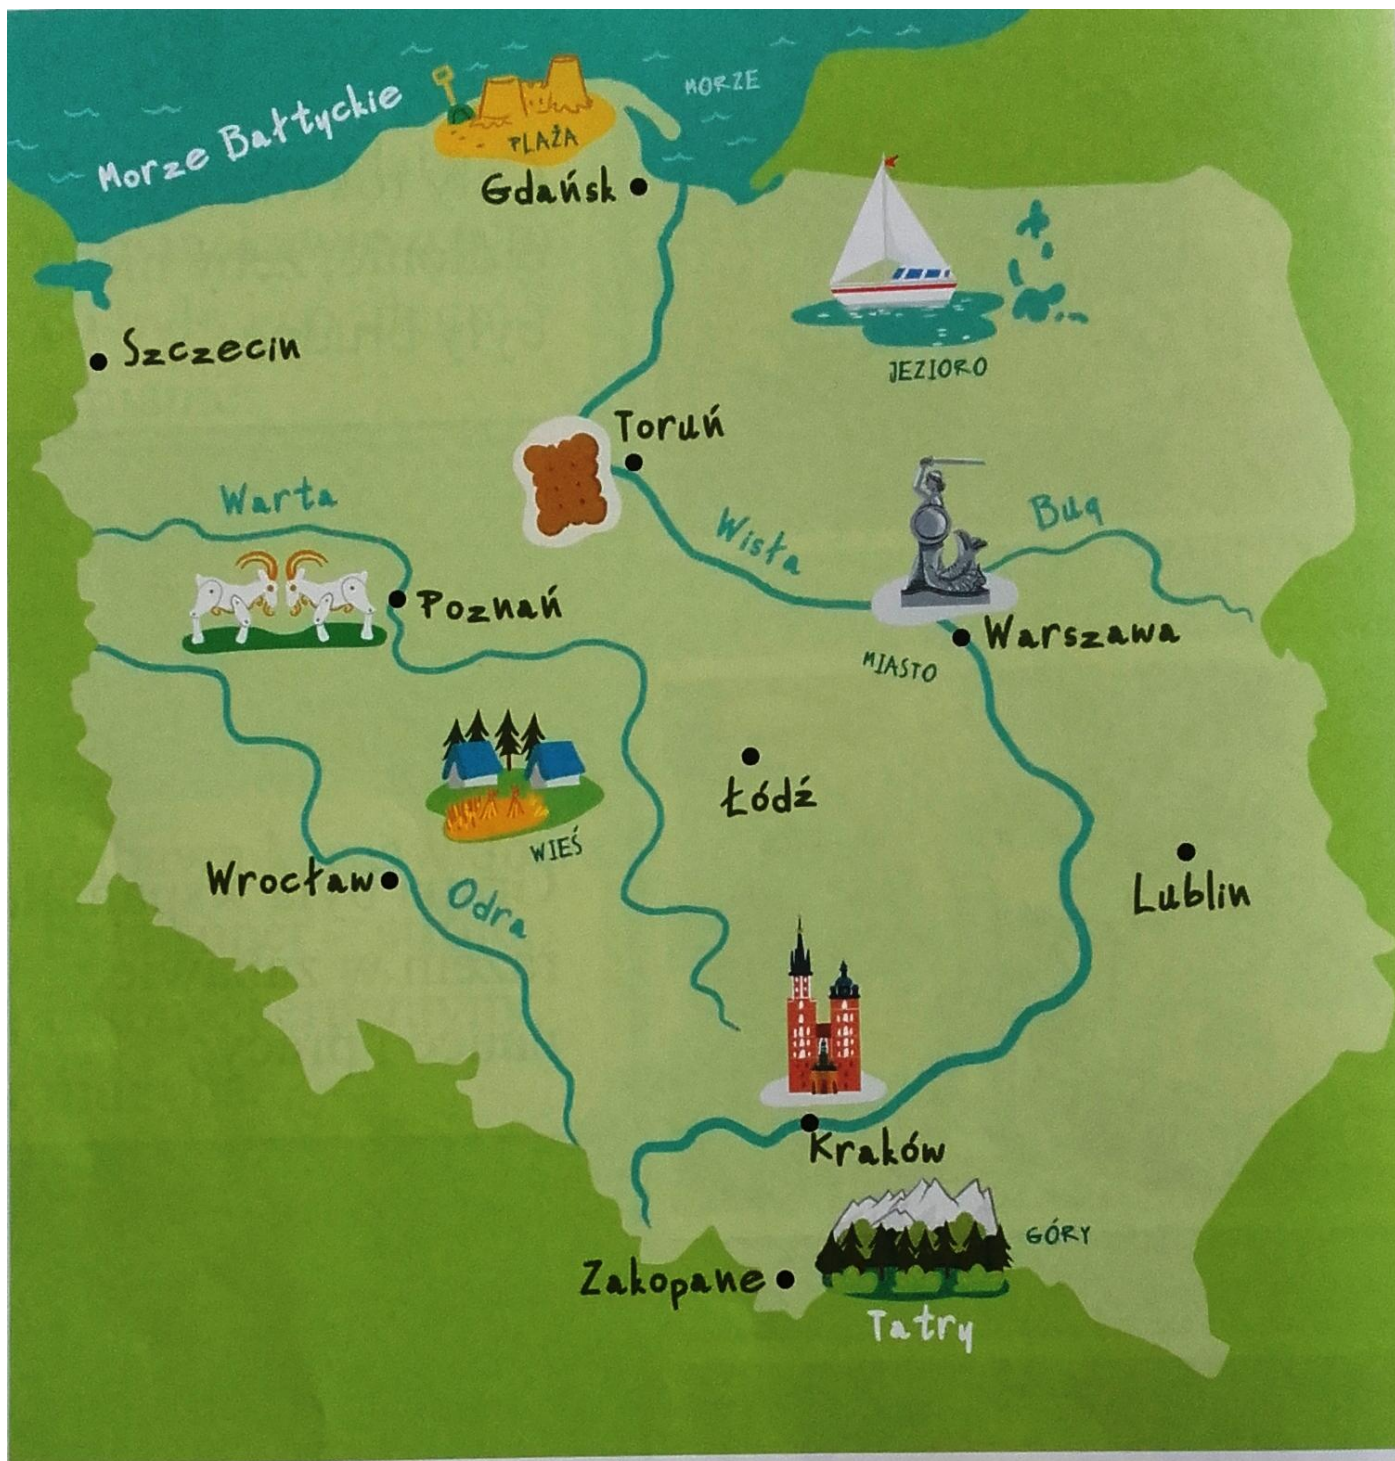 MORZE
Morze Bałtyckie
PLAŻA
Gdańsk
Szczecin
JEZIORO
Toruń
Warta
Wisła
Bug
Poznań
Warszawa
MIASTO
Łódź
WIEŚ
Wrocław
Odra
Lublin
Kraków
GÓRY
Zakopane
Tatry